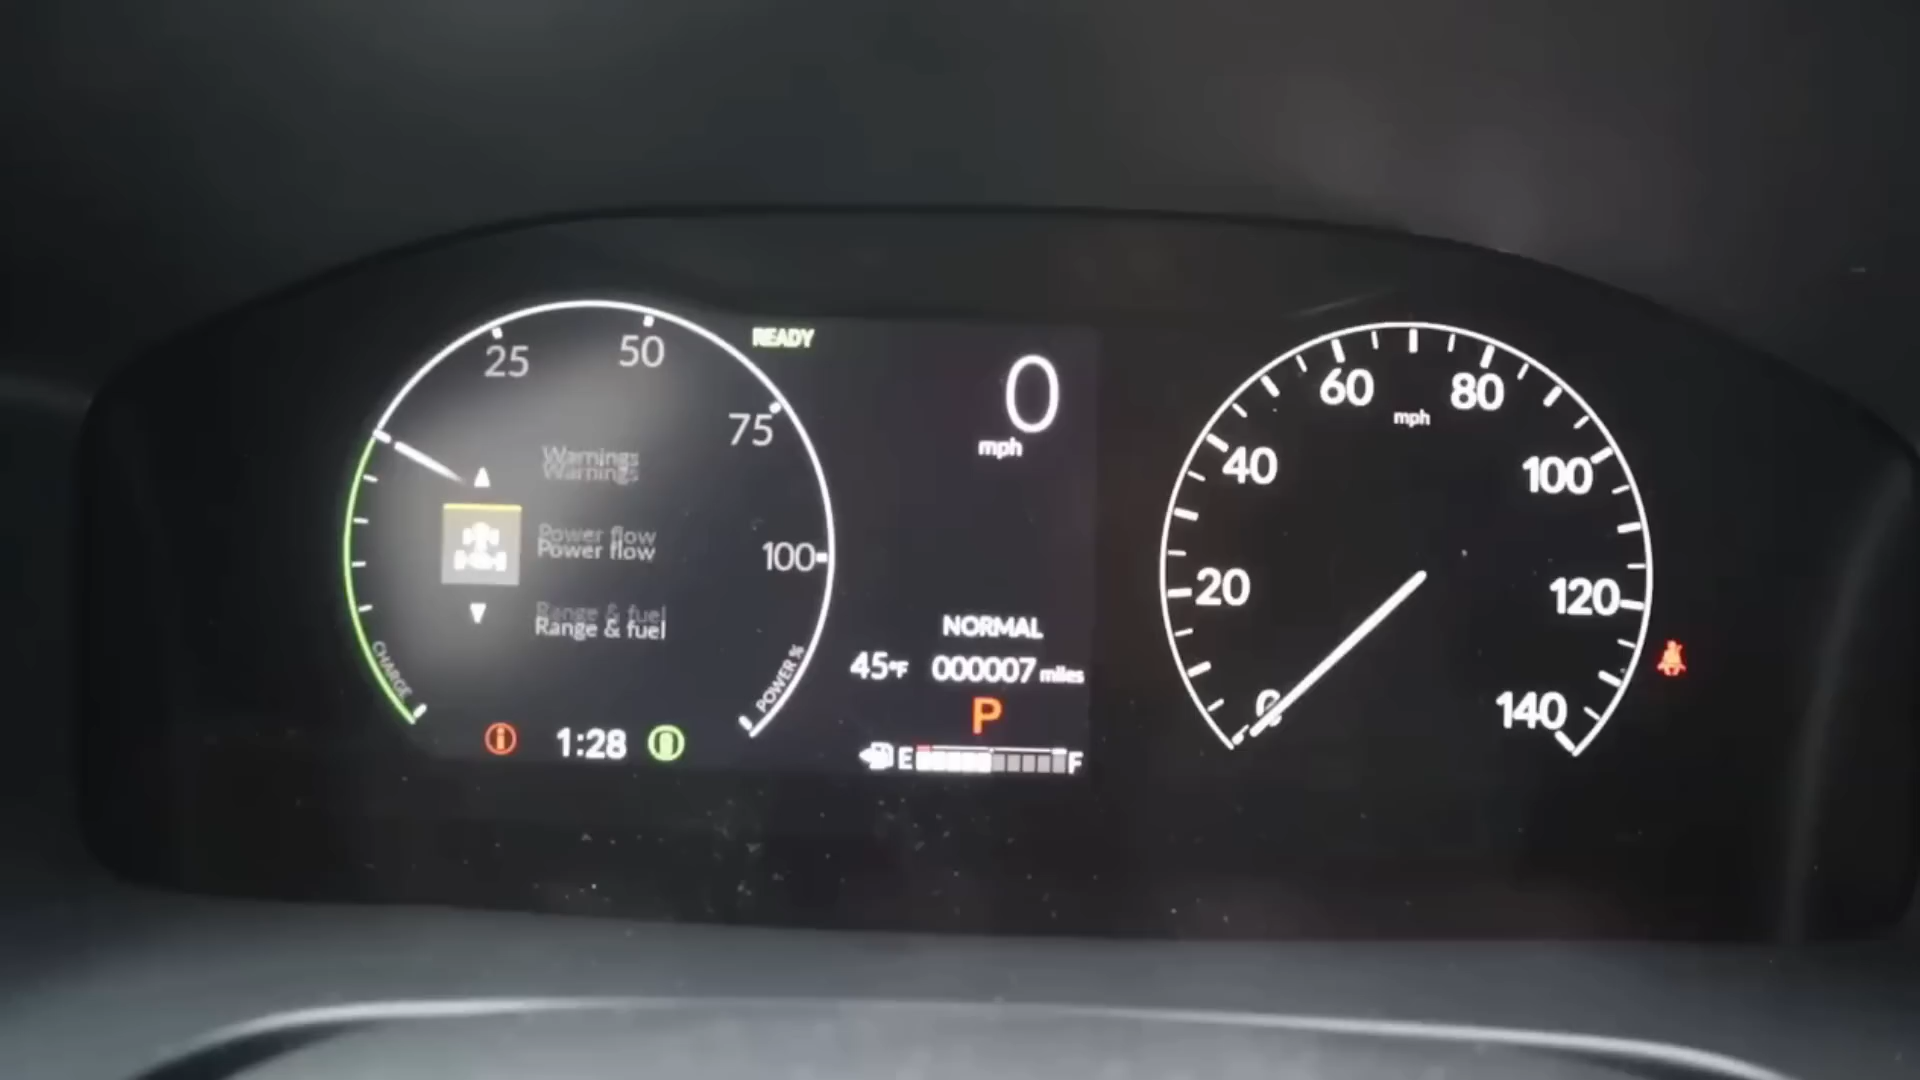 25
50
75
100
CHARGE
POWER %
READY
Warnings
Power flow
Range & fuel
1:28
0
mph
NORMAL
45°F 000007 miles
P
E F
0
20
40
60
80
100
120
140
mph